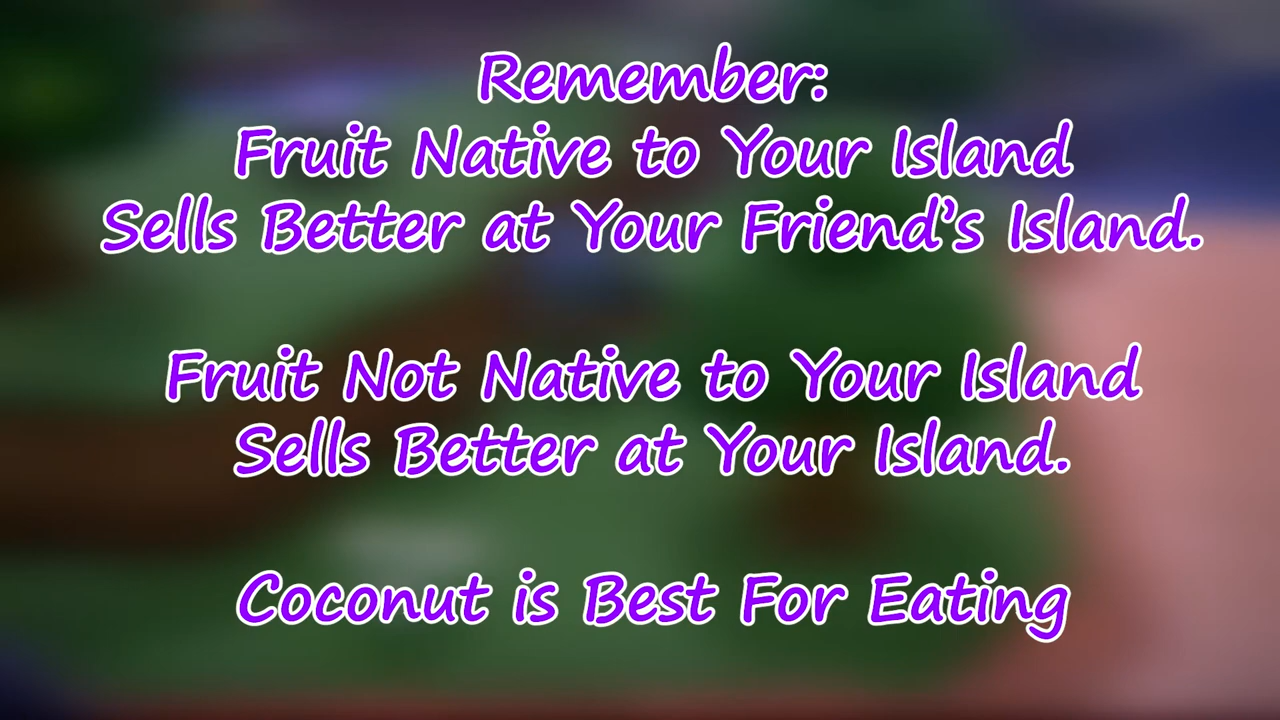 Remember:
Fruit Native to Your Island
Sells Better at Your Friend’s Island.
Fruit Not Native to Your Island
Sells Better at Your Island.
Coconut is Best For Eating